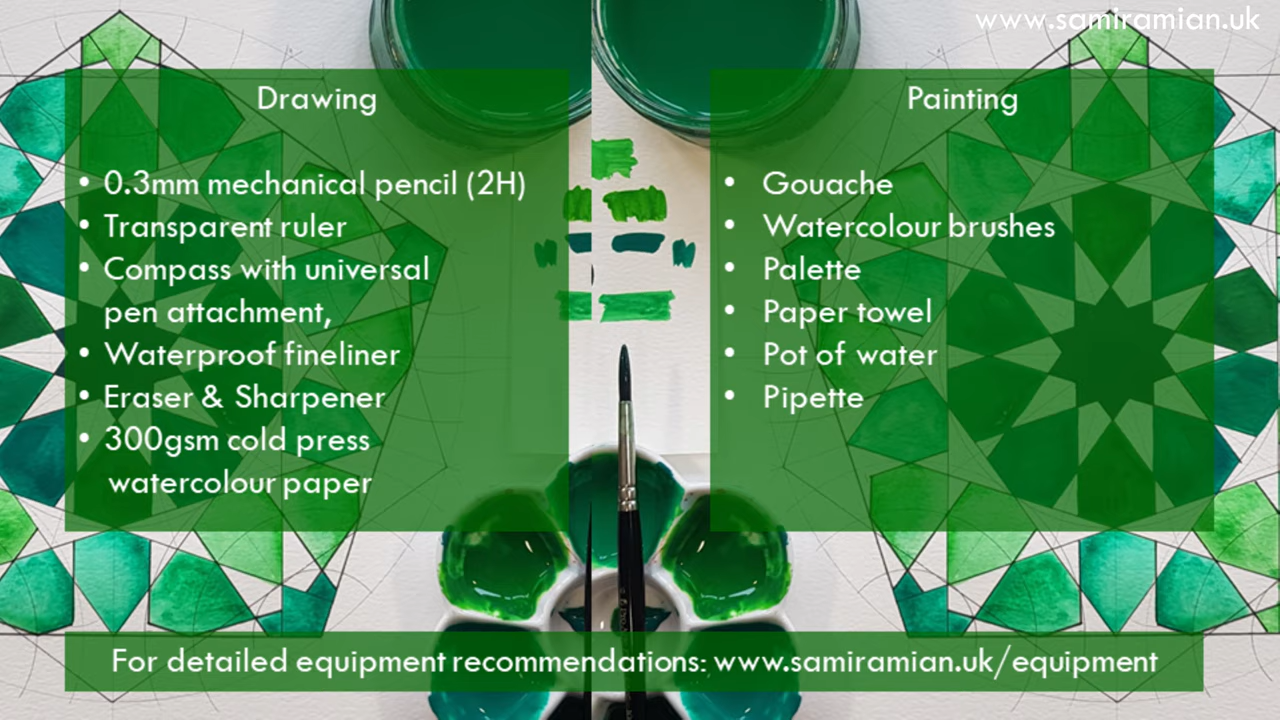 www.samiramian.uk
Drawing
• 0.3mm mechanical pencil (2H)
• Transparent ruler
• Compass with universal
pen attachment,
• Waterproof fineliner
• Eraser & Sharpener
• 300gsm cold press
watercolour paper
Painting
• Gouache
• Watercolour brushes
• Palette
• Paper towel
• Pot of water
• Pipette
For detailed equipment recommendations: www.samiramian.uk/equipment